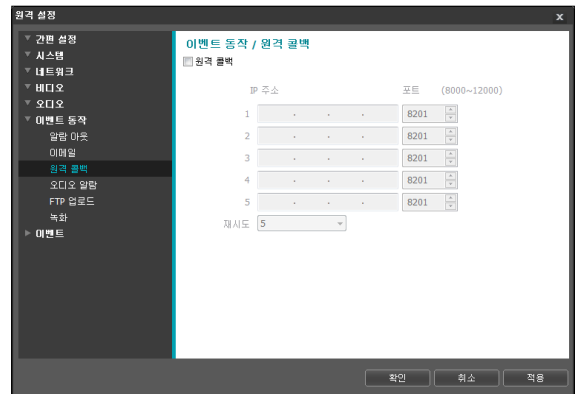 원격 설정
x
간편 설정
시스템
네트워크
비디오
오디오
이벤트 동작
알람 아웃
이메일
원격 콜백
오디오 알람
FTP 업로드
녹화
이벤트
이벤트 동작 / 원격 콜백
원격 콜백
IP 주소 포트 (8000~12000)
1 . . . 8201
2 . . . 8201
3 . . . 8201
4 . . . 8201
5 . . . 8201
재시도 5
확인 취소 적용